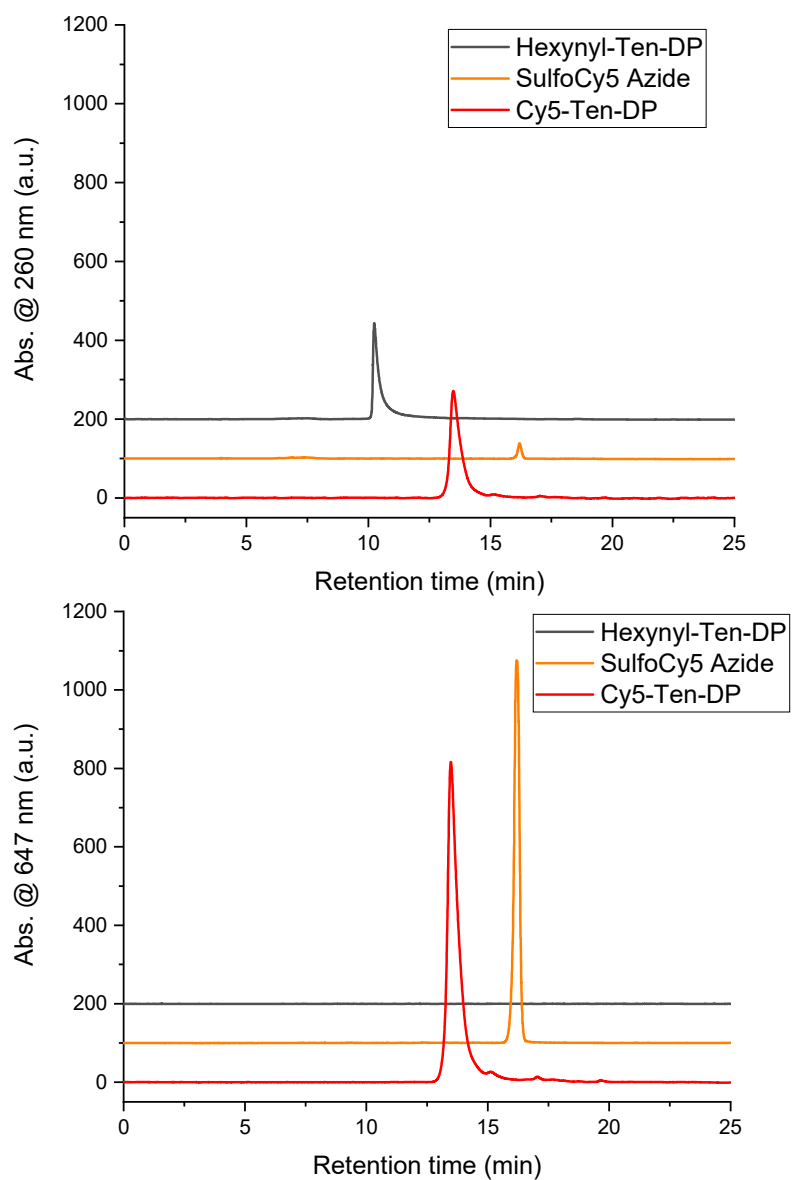 1200
1000
800
600
400
200
0
Abs. @ 260 nm (a.u.)
Hexynyl-Ten-DP
SulfoCy5 Azide
Cy5-Ten-DP
0 5 10 15 20 25
Retention time (min)
1200
1000
800
600
400
200
0
Abs. @ 647 nm (a.u.)
Hexynyl-Ten-DP
SulfoCy5 Azide
Cy5-Ten-DP
0 5 10 15 20 25
Retention time (min)